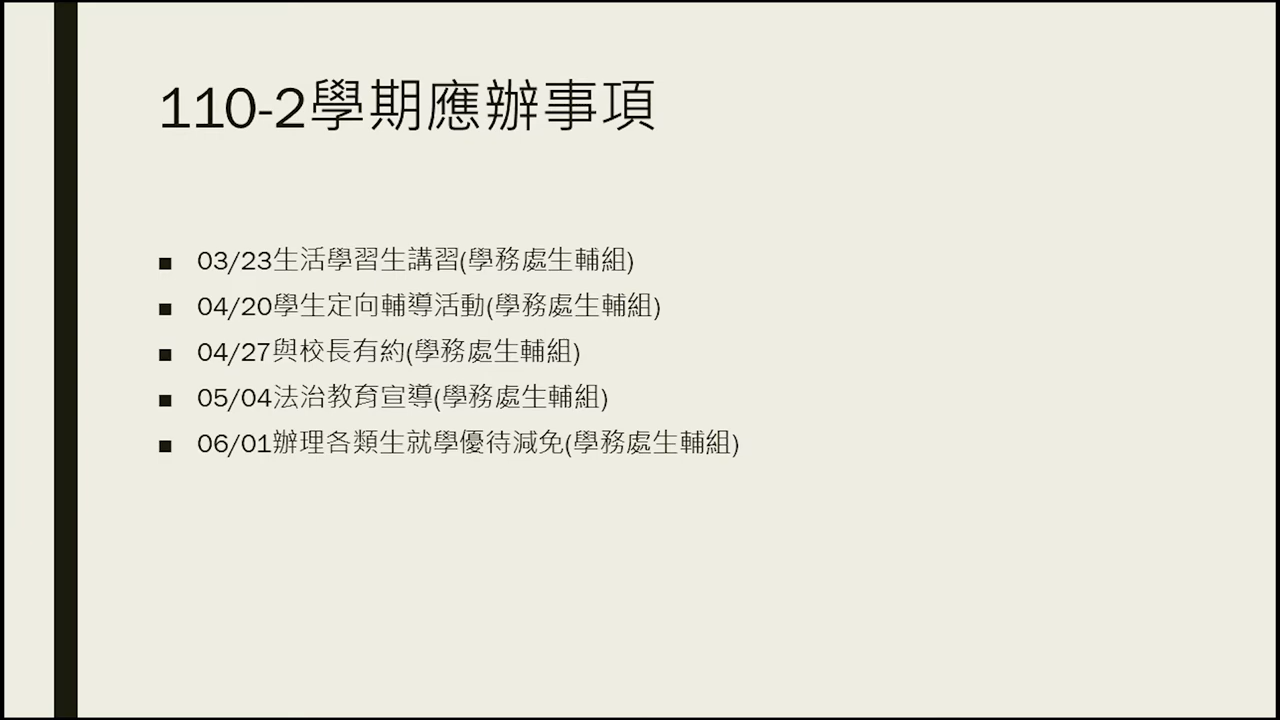 110-2學期應辦事項
■ 03/23生活學習生講習(學務處生輔組)
■ 04/20學生定向輔導活動(學務處生輔組)
■ 04/27與校長有約(學務處生輔組)
■ 05/04法治教育宣導(學務處生輔組)
■ 06/01辦理各類生就學優待減免(學務處生輔組)